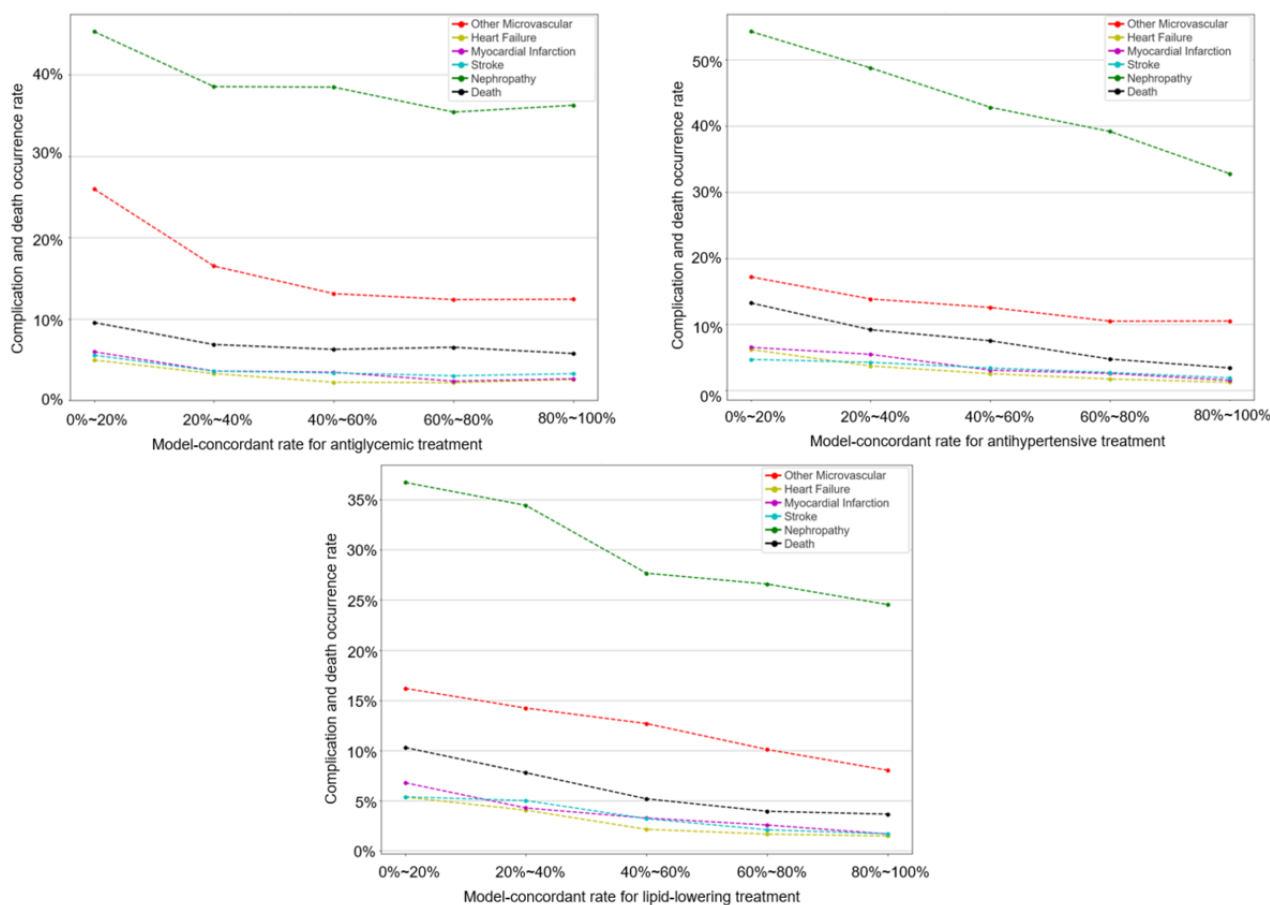 Complication and death occurrence rate
40%
30%
20%
10%
0%
Other Microvascular
Heart Failure
Myocardial Infarction
Stroke
Nephropathy
Death
0%~20%
20%~40%
40%~60%
60%~80%
80%~100%
Model-concordant rate for antiglycemic treatment
Complication and death occurrence rate
50%
40%
30%
20%
10%
0%
Other Microvascular
Heart Failure
Myocardial Infarction
Stroke
Nephropathy
Death
0%~20%
20%~40%
40%~60%
60%~80%
80%~100%
Model-concordant rate for antihypertensive treatment
Complication and death occurrence rate
35%
30%
25%
20%
15%
10%
5%
0%
Other Microvascular
Heart Failure
Myocardial Infarction
Stroke
Nephropathy
Death
0%~20%
20%~40%
40%~60%
60%~80%
80%~100%
Model-concordant rate for lipid-lowering treatment